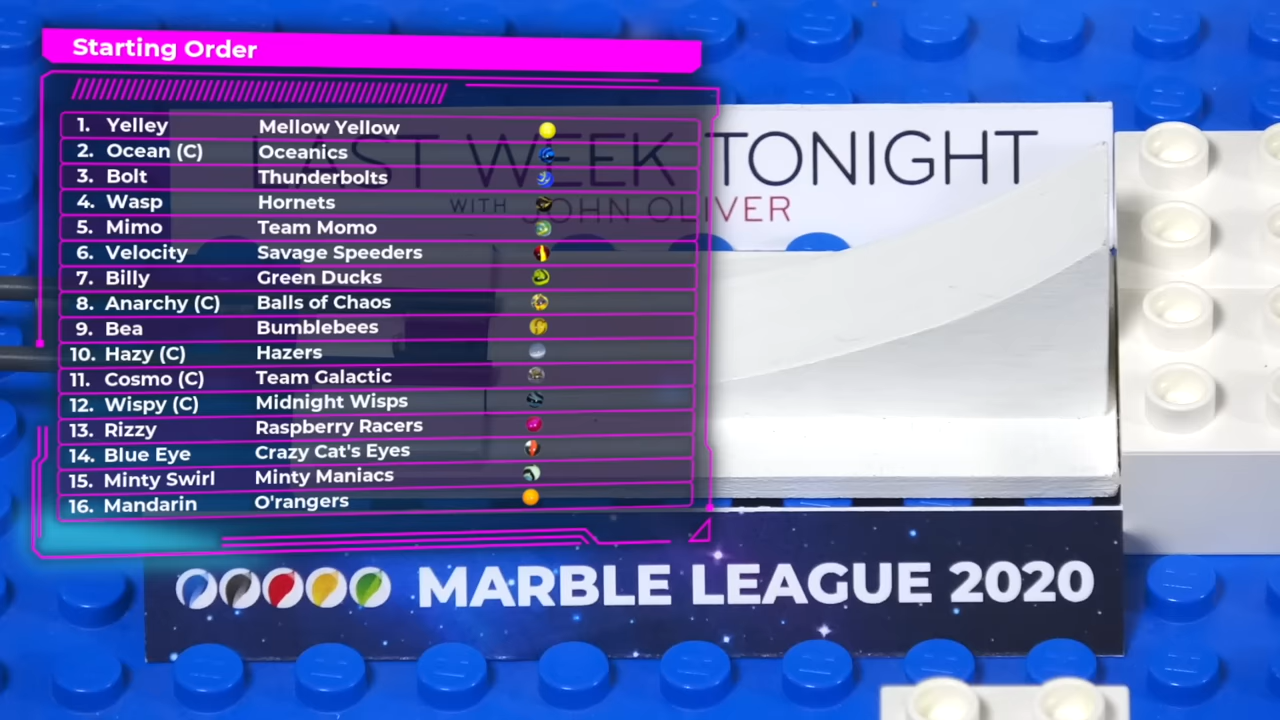 Starting Order
1. Yelley Mellow Yellow
2. Ocean (C) Oceanics
3. Bolt Thunderbolts
4. Wasp Hornets
5. Mimo Team Momo
6. Velocity Savage Speeders
7. Billy Green Ducks
8. Anarchy (C) Balls of Chaos
9. Bea Bumblebees
10. Hazy (C) Hazers
11. Cosmo (C) Team Galactic
12. Wispy (C) Midnight Wisps
13. Rizzy Raspberry Racers
14. Blue Eye Crazy Cat's Eyes
15. Minty Swirl Minty Maniacs
16. Mandarin O'rangers
LAST WEEK TONIGHT
WITH JOHN OLIVER
MARBLE LEAGUE 2020